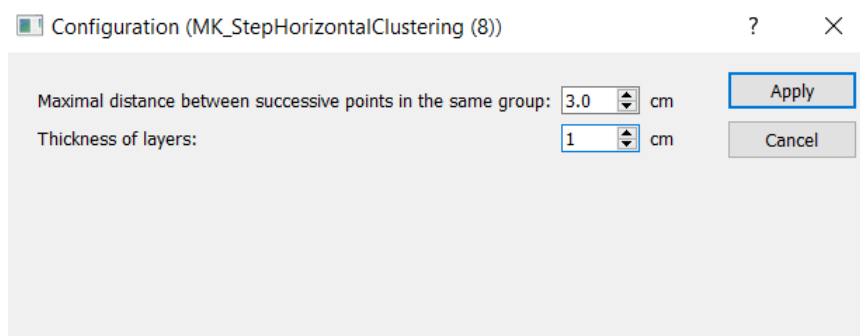 Configuration (MK_StepHorizontalClustering (8)) ?
Maximal distance between successive points in the same group: 3.0 cm Apply
Thickness of layers: 1 cm Cancel